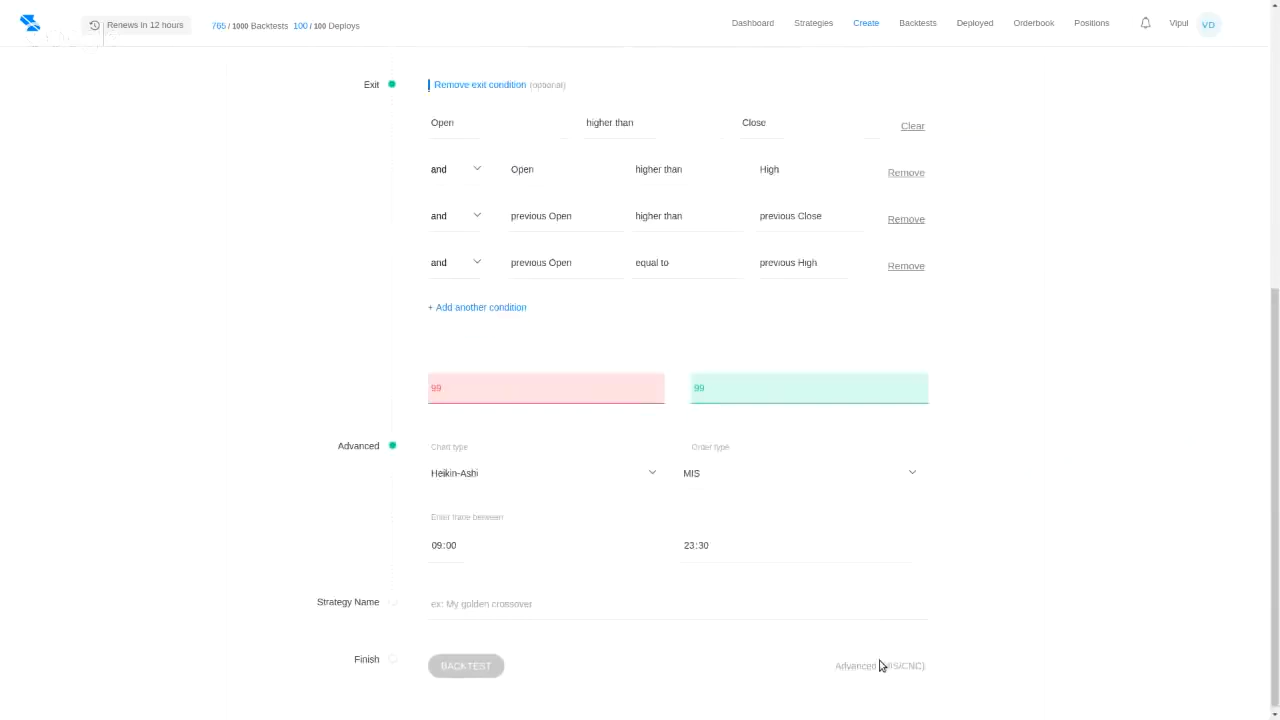 Renews in 12 hours 765 / 1000 Backtests 100 / 100 Deploys Dashboard Strategies Create Backtests Deployed Orderbook Positions Vipul VD
Exit Remove exit condition (optional)
Open higher than Close Clear
and Open higher than High Remove
and previous Open higher than previous Close Remove
and previous Open equal to previous High Remove
+ Add another condition
99 99
Advanced Chart type Order type
Heikin-Ashi MIS
Enter trade between
09:00 23:30
Strategy Name ex: My golden crossover
Finish BACKTEST Advanced (MIS/CNC)